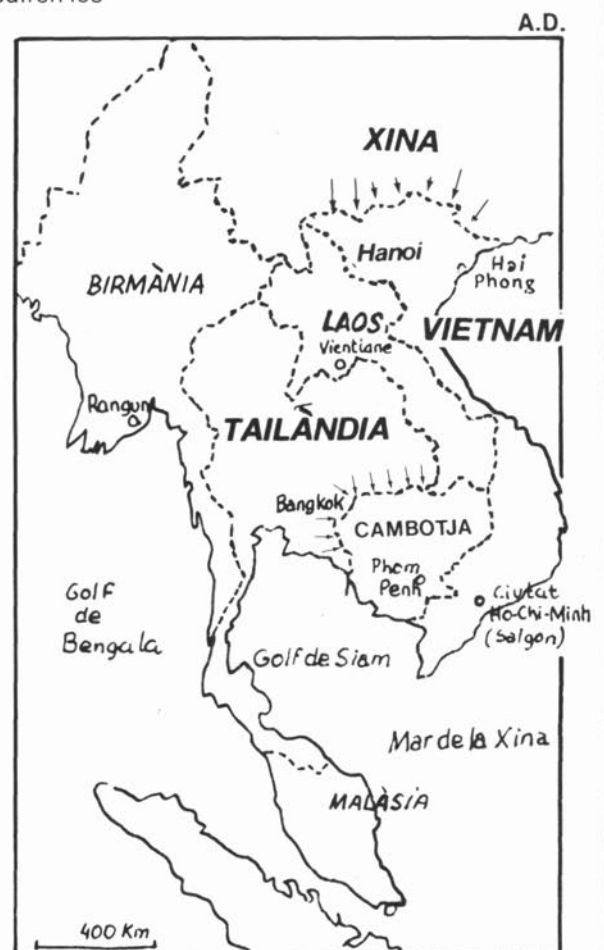 A.D.
XINA
Hanoi
Hai
Phong
BIRMÀNIA
LAOS
Vientiane
VIETNAM
Rangun
TAILÀNDIA
Bangkok
CAMBOTJA
Phom
Penh
Ciutat
Ho-Chi-Minh
(Saigon)
Golf
de
Bengala
Golf de Siam
Mar de la Xina
MALÀSIA
400 Km